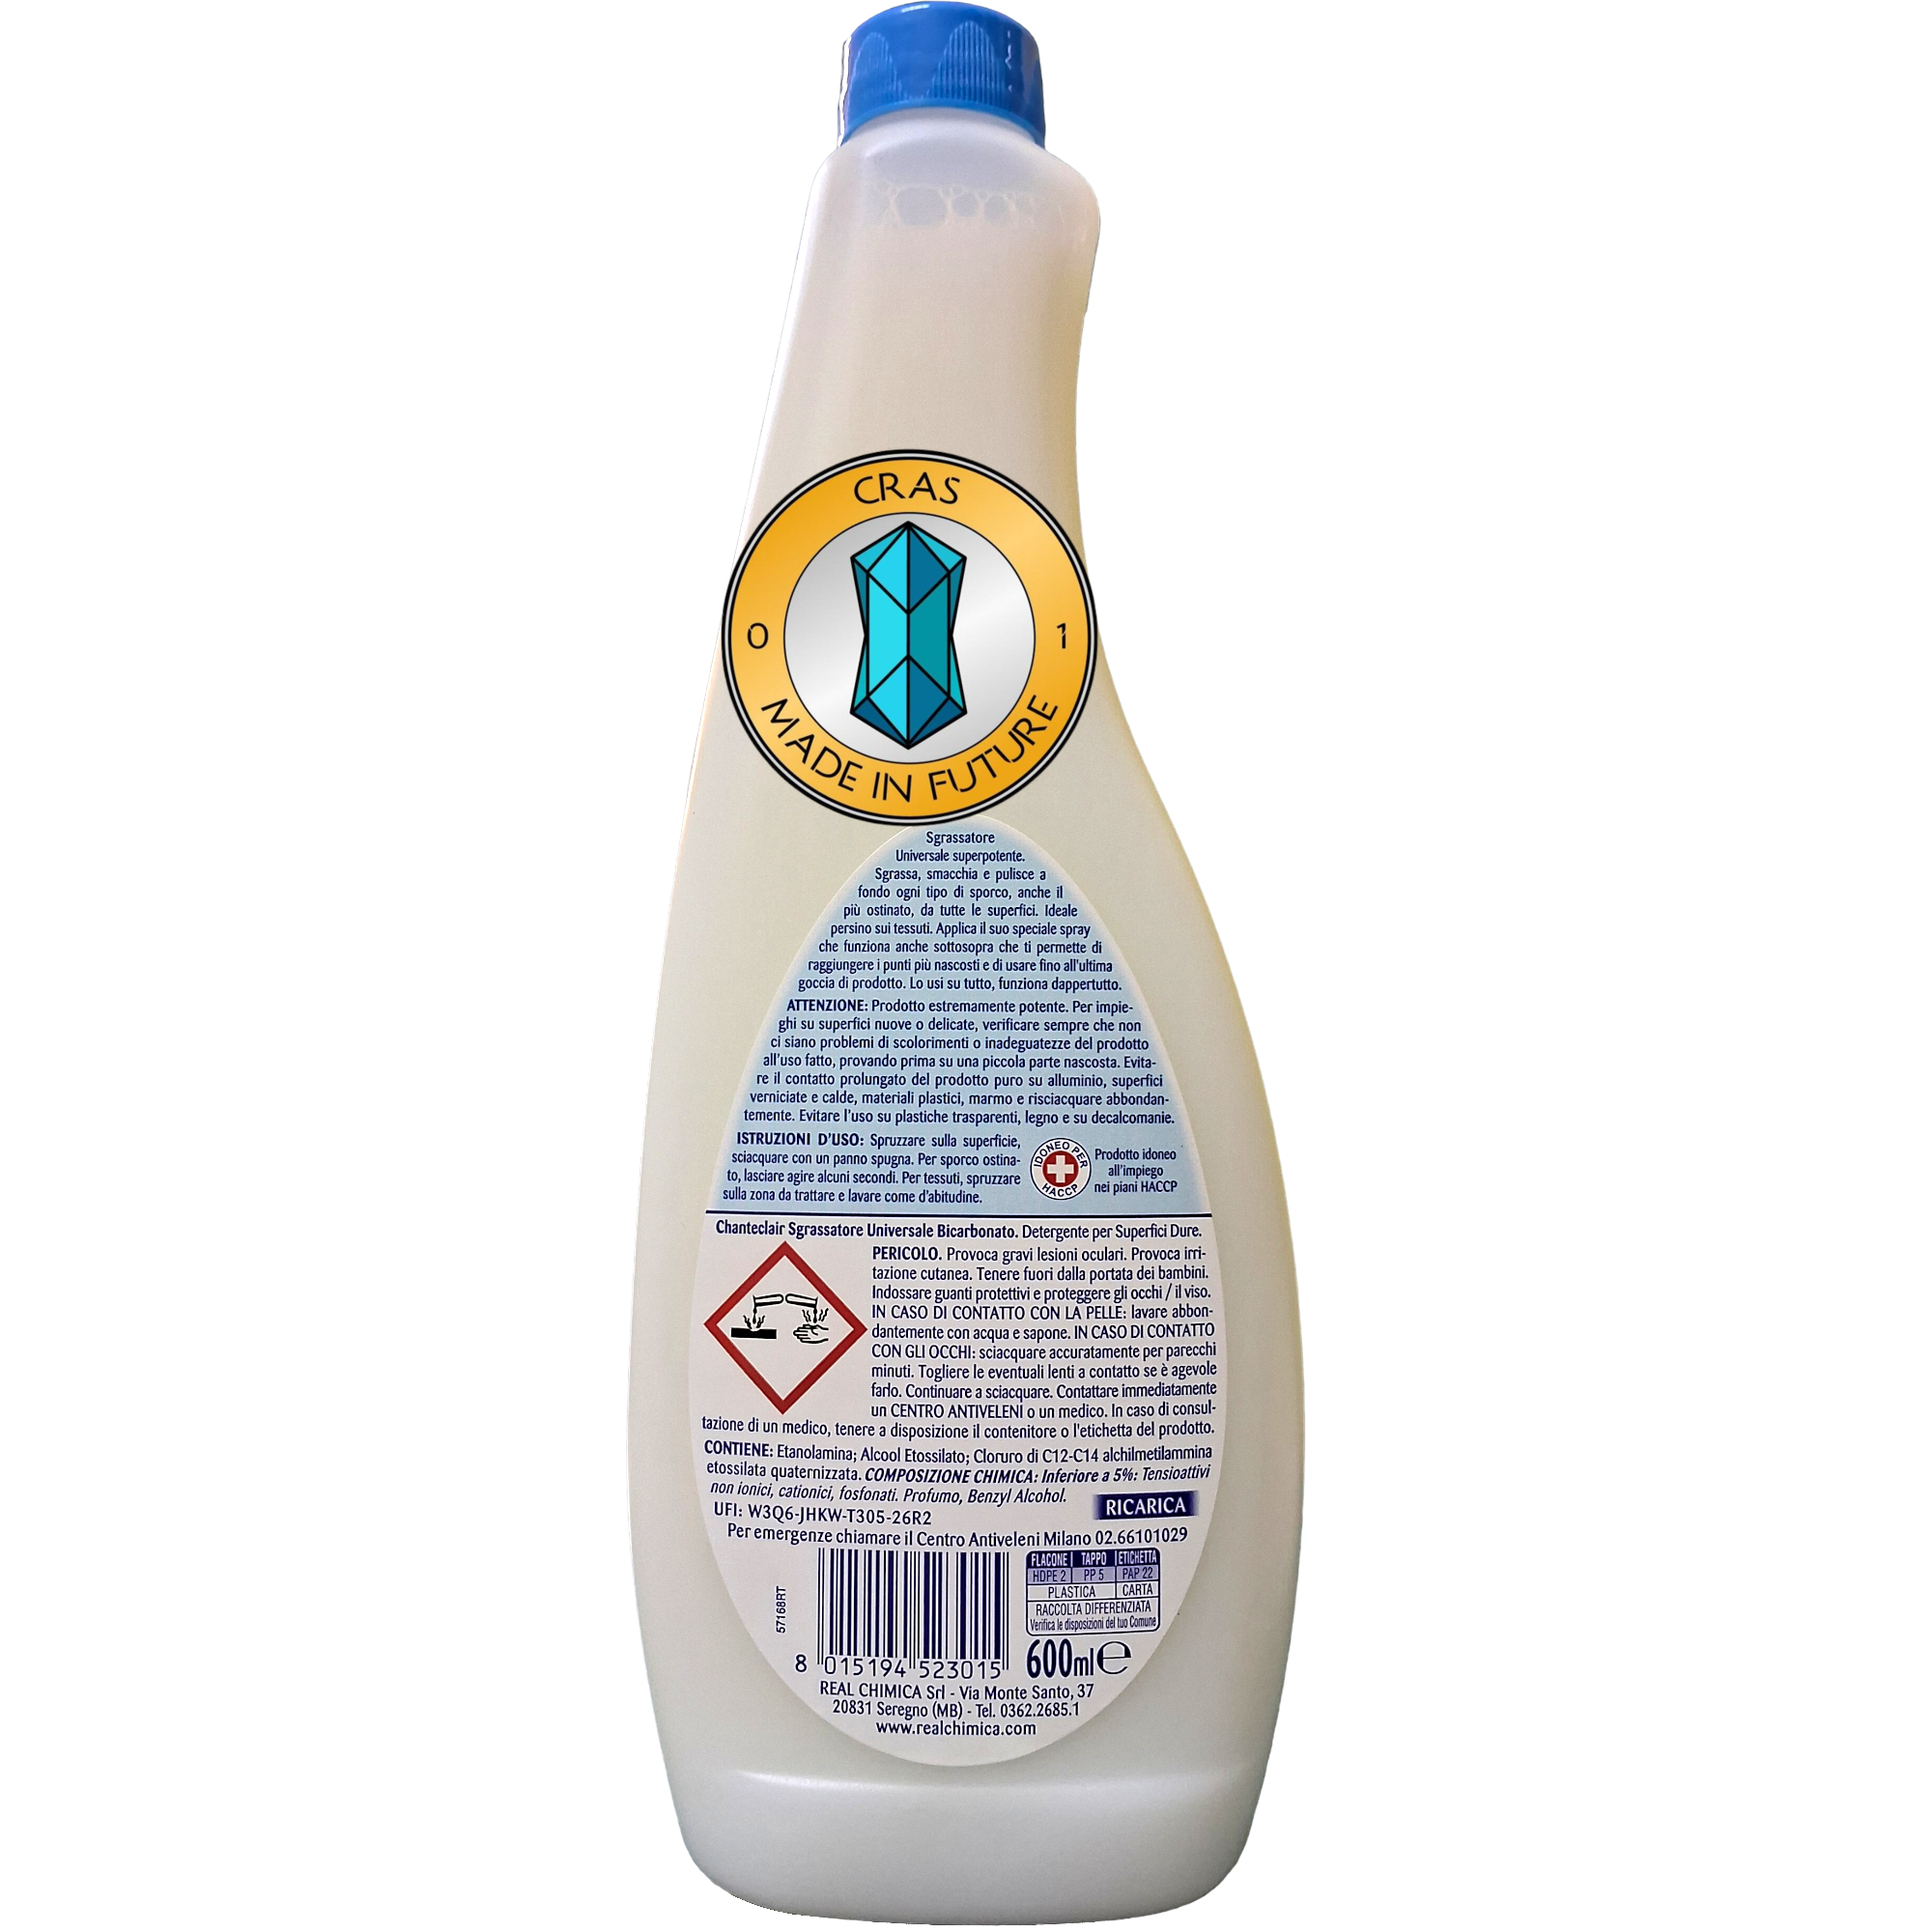 CRAS
0 1
MADE IN FUTURE
Sgrassatore
Universale superpotente.
Sgrassa, smacchia e pulisce a
fondo ogni tipo di sporco, anche il
più ostinato, da tutte le superfici. Ideale
persino sui tessuti. Applica il suo speciale spray
che funziona anche sottosopra che ti permette di
raggiungere i punti più nascosti e di usare fino all'ultima
goccia di prodotto. Lo usi su tutto, funziona dappertutto.
ATTENZIONE: Prodotto estremamente potente. Per impie-
ghi su superfici nuove o delicate, verificare sempre che non
ci siano problemi di scolorimenti o inadeguatezze del prodotto
all'uso fatto, provando prima su una piccola parte nascosta. Evita-
re il contatto prolungato del prodotto puro su alluminio, superfici
verniciate e calde, materiali plastici, marmo e risciacquare abbondan-
temente. Evitare l'uso su plastiche trasparenti, legno e su decalcomanie.
ISTRUZIONI D'USO: Spruzzare sulla superficie,
sciacquare con un panno spugna. Per sporco ostina-
to, lasciare agire alcuni secondi. Per tessuti, spruzzare
sulla zona da trattare e lavare come d'abitudine.
IDONEO PER
HACCP
Prodotto idoneo
all'impiego
nei piani HACCP
Chanteclair Sgrassatore Universale Bicarbonato. Detergente per Superfici Dure.
PERICOLO. Provoca gravi lesioni oculari. Provoca irri-
tazione cutanea. Tenere fuori dalla portata dei bambini.
Indossare guanti protettivi e proteggere gli occhi / il viso.
IN CASO DI CONTATTO CON LA PELLE: lavare abbon-
dantemente con acqua e sapone. IN CASO DI CONTATTO
CON GLI OCCHI: sciacquare accuratamente per parecchi
minuti. Togliere le eventuali lenti a contatto se è agevole
farlo. Continuare a sciacquare. Contattare immediatamente
un CENTRO ANTIVELENI o un medico. In caso di consul-
tazione di un medico, tenere a disposizione il contenitore o l'etichetta del prodotto.
CONTIENE: Etanolamina; Alcool Etossilato; Cloruro di C12-C14 alchilmetilammina
etossilata quaternizzata. COMPOSIZIONE CHIMICA: Inferiore a 5%: Tensioattivi
non ionici, cationici, fosfonati. Profumo, Benzyl Alcohol.
RICARICA
UFI: W3Q6-JHKW-T305-26R2
Per emergenze chiamare il Centro Antiveleni Milano 02.66101029
57168RT
FLACONE TAPPO ETICHETTA
HDPE 2 PP 5 PAP 22
PLASTICA CARTA
RACCOLTA DIFFERENZIATA
Verifica le disposizioni del tuo Comune
8 015194 523015
600ml e
REAL CHIMICA Srl - Via Monte Santo, 37
20831 Seregno (MB) - Tel. 0362.2685.1
www.realchimica.com